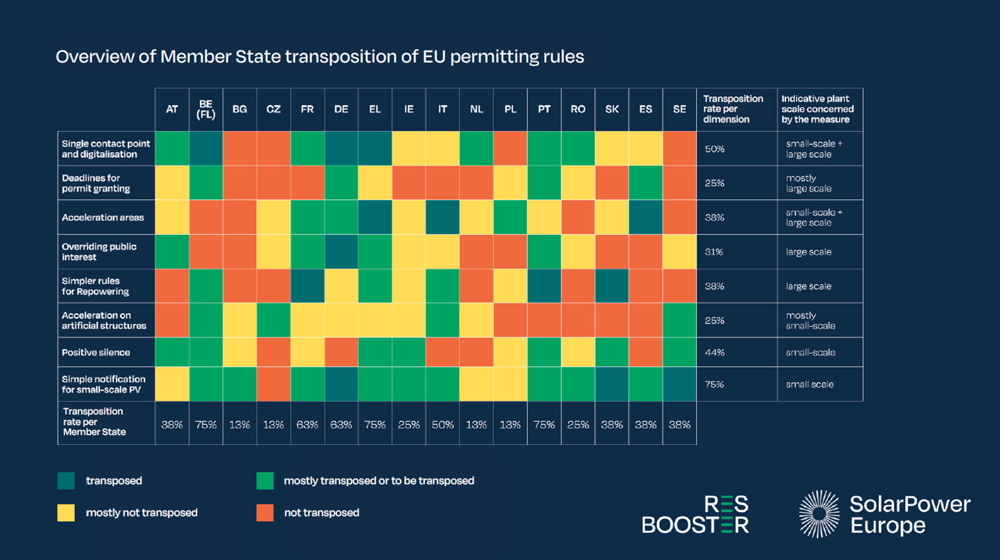 Overview of Member State transposition of EU permitting rules
AT
BE
(FL)
BG
CZ
FR
DE
EL
IE
IT
NL
PL
PT
RO
SK
ES
SE
Transposition
rate per
dimension
Indicative plant
scale concerned
by the measure
Single contact point
and digitalisation
50%
small-scale +
large scale
Deadlines for
permit granting
25%
mostly
large scale
Acceleration areas
38%
small-scale +
large scale
Overriding public
interest
31%
large scale
Simpler rules
for Repowering
38%
large scale
Acceleration on
artificial structures
25%
mostly
small-scale
Positive silence
44%
small-scale
Simple notification
for small-scale PV
75%
small scale
Transposition
rate per
Member State
38%
75%
13%
13%
63%
63%
75%
25%
50%
13%
13%
75%
25%
38%
38%
38%
transposed
mostly transposed or to be transposed
mostly not transposed
not transposed
RES
BOOSTER
SolarPower
Europe